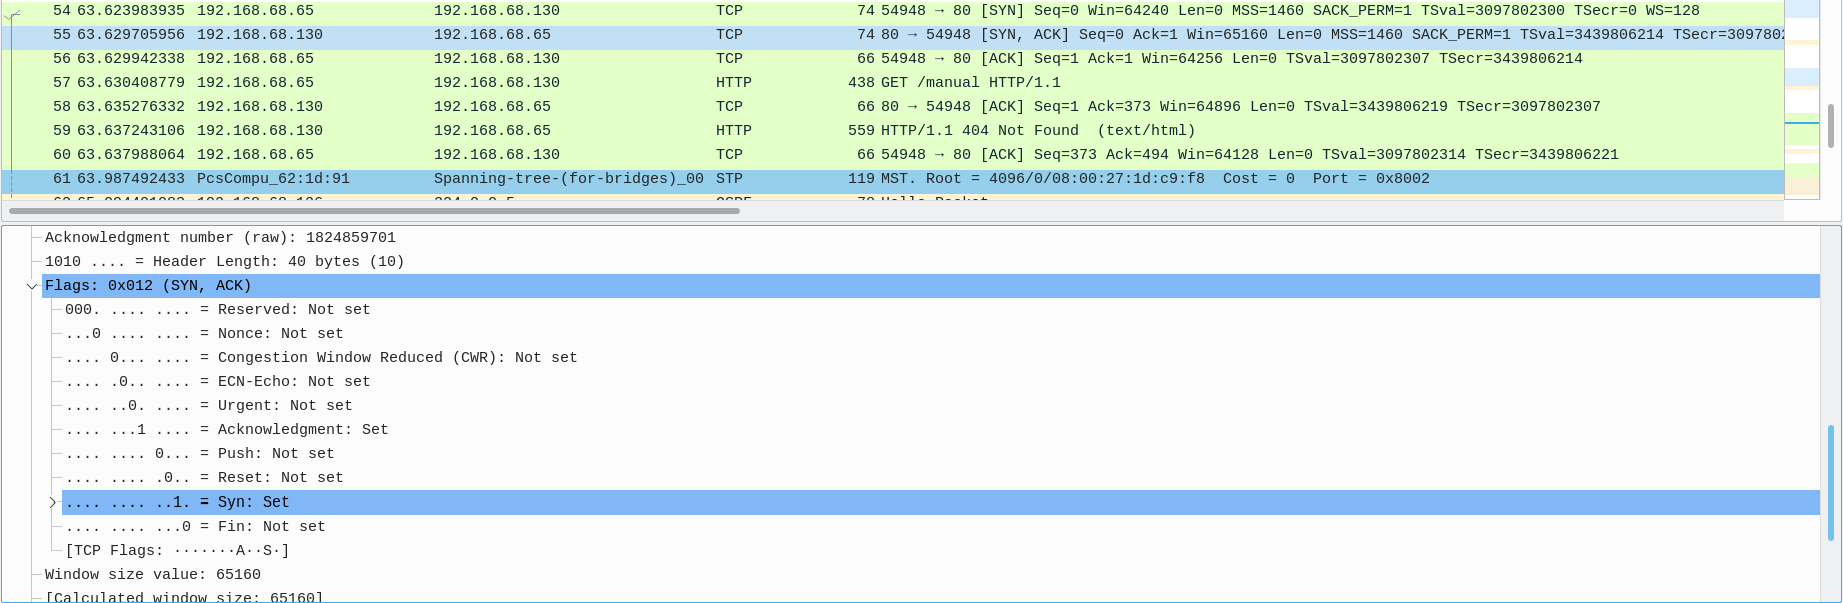 54 63.623983935 192.168.68.65 192.168.68.130 TCP 74 54948 → 80 [SYN] Seq=0 Win=64240 Len=0 MSS=1460 SACK_PERM=1 TSval=3097802300 TSecr=0 WS=128
55 63.629705956 192.168.68.130 192.168.68.65 TCP 74 80 → 54948 [SYN, ACK] Seq=0 Ack=1 Win=65160 Len=0 MSS=1460 SACK_PERM=1 TSval=3439806214 TSecr=309780
56 63.629942338 192.168.68.65 192.168.68.130 TCP 66 54948 → 80 [ACK] Seq=1 Ack=1 Win=64256 Len=0 TSval=3097802307 TSecr=3439806214
57 63.630408779 192.168.68.65 192.168.68.130 HTTP 438 GET /manual HTTP/1.1
58 63.635276332 192.168.68.130 192.168.68.65 TCP 66 80 → 54948 [ACK] Seq=1 Ack=373 Win=64896 Len=0 TSval=3439806219 TSecr=3097802307
59 63.637243106 192.168.68.130 192.168.68.65 HTTP 559 HTTP/1.1 404 Not Found (text/html)
60 63.637988064 192.168.68.65 192.168.68.130 TCP 66 54948 → 80 [ACK] Seq=373 Ack=494 Win=64128 Len=0 TSval=3097802314 TSecr=3439806221
61 63.987492433 PcsCompu_62:1d:91 Spanning-tree-(for-bridges)_00 STP 119 MST. Root = 4096/0/08:00:27:1d:c9:f8 Cost = 0 Port = 0x8002
Acknowledgment number (raw): 1824859701
1010 .... = Header Length: 40 bytes (10)
Flags: 0x012 (SYN, ACK)
000. .... .... = Reserved: Not set
...0 .... .... = Nonce: Not set
.... 0... .... = Congestion Window Reduced (CWR): Not set
.... .0.. .... = ECN-Echo: Not set
.... ..0. .... = Urgent: Not set
.... ...1 .... = Acknowledgment: Set
.... .... 0... = Push: Not set
.... .... .0.. = Reset: Not set
.... .... ..1. = Syn: Set
.... .... ...0 = Fin: Not set
[TCP Flags: ·······A··S·]
Window size value: 65160
[Calculated window size: 65160]